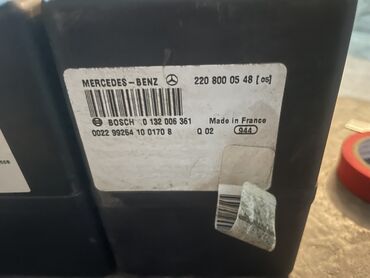 MERCEDES-BENZ 220 800 05 48 [05]
BOSCH 0 132 006 361 Made in France
0022 99264 10 0170 8 Q 02 944